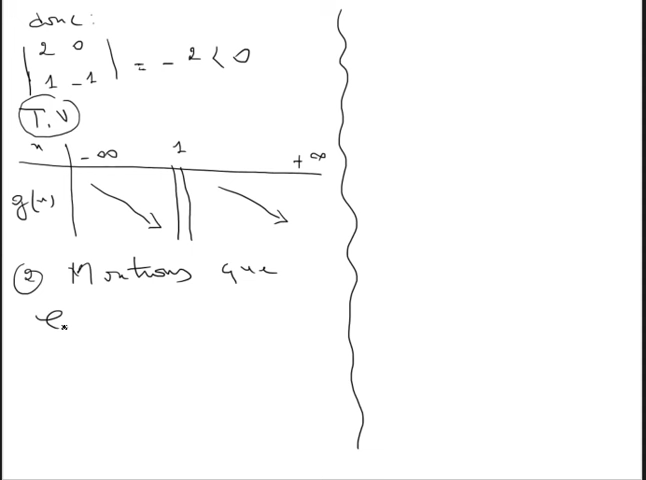 donc :
| 2 0 |
| 1 -1 | = - 2 < 0
T.V
x | -∞ 1 +∞
g(x)
② Montrons que